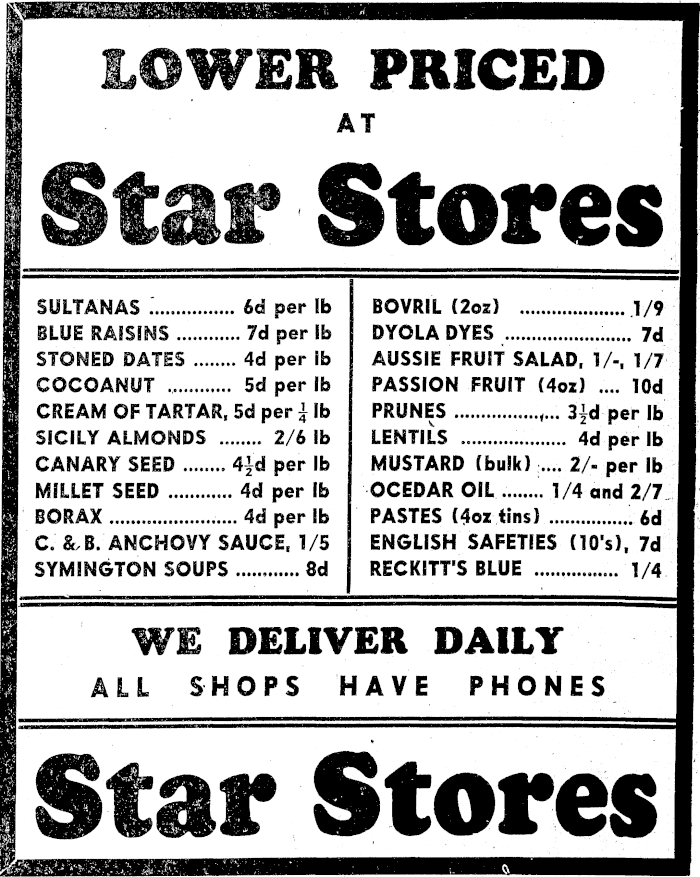 LOWER PRICED
AT
Star Stores
SULTANAS ................ 6d per lb
BLUE RAISINS ............ 7d per lb
STONED DATES ........ 4d per lb
COCOANUT ............ 5d per lb
CREAM OF TARTAR, 5d per ¼ lb
SICILY ALMONDS ........ 2/6 lb
CANARY SEED ........ 4½d per lb
MILLET SEED ............ 4d per lb
BORAX ........................ 4d per lb
C. & B. ANCHOVY SAUCE, 1/5
SYMINGTON SOUPS ............ 8d
BOVRIL (2oz) .................... 1/9
DYOLA DYES ........................ 7d
AUSSIE FRUIT SALAD, 1/-, 1/7
PASSION FRUIT (4oz) .... 10d
PRUNES .................... 3½d per lb
LENTILS .................... 4d per lb
MUSTARD (bulk) .... 2/- per lb
OCEDAR OIL ........ 1/4 and 2/7
PASTES (4oz tins) ................ 6d
ENGLISH SAFETIES (10's), 7d
RECKITT'S BLUE ................ 1/4
WE DELIVER DAILY
ALL SHOPS HAVE PHONES
Star Stores